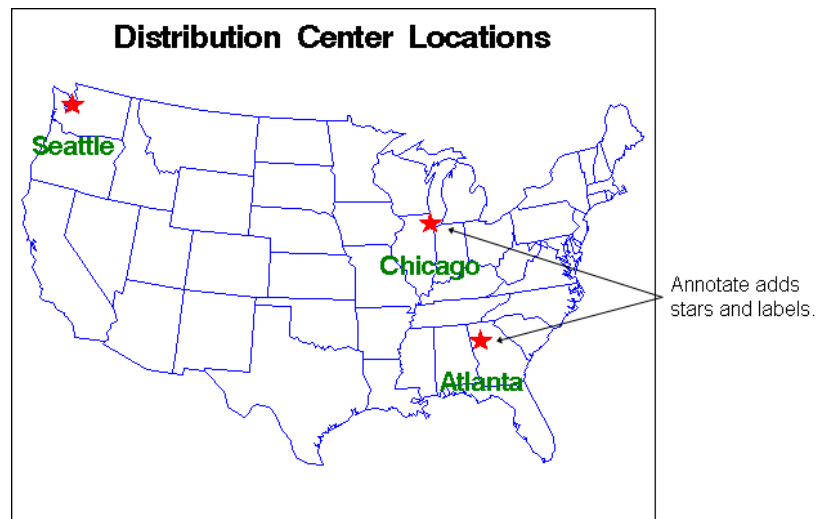 Distribution Center Locations
Seattle
Chicago
Annotate adds
stars and labels.
Atlanta